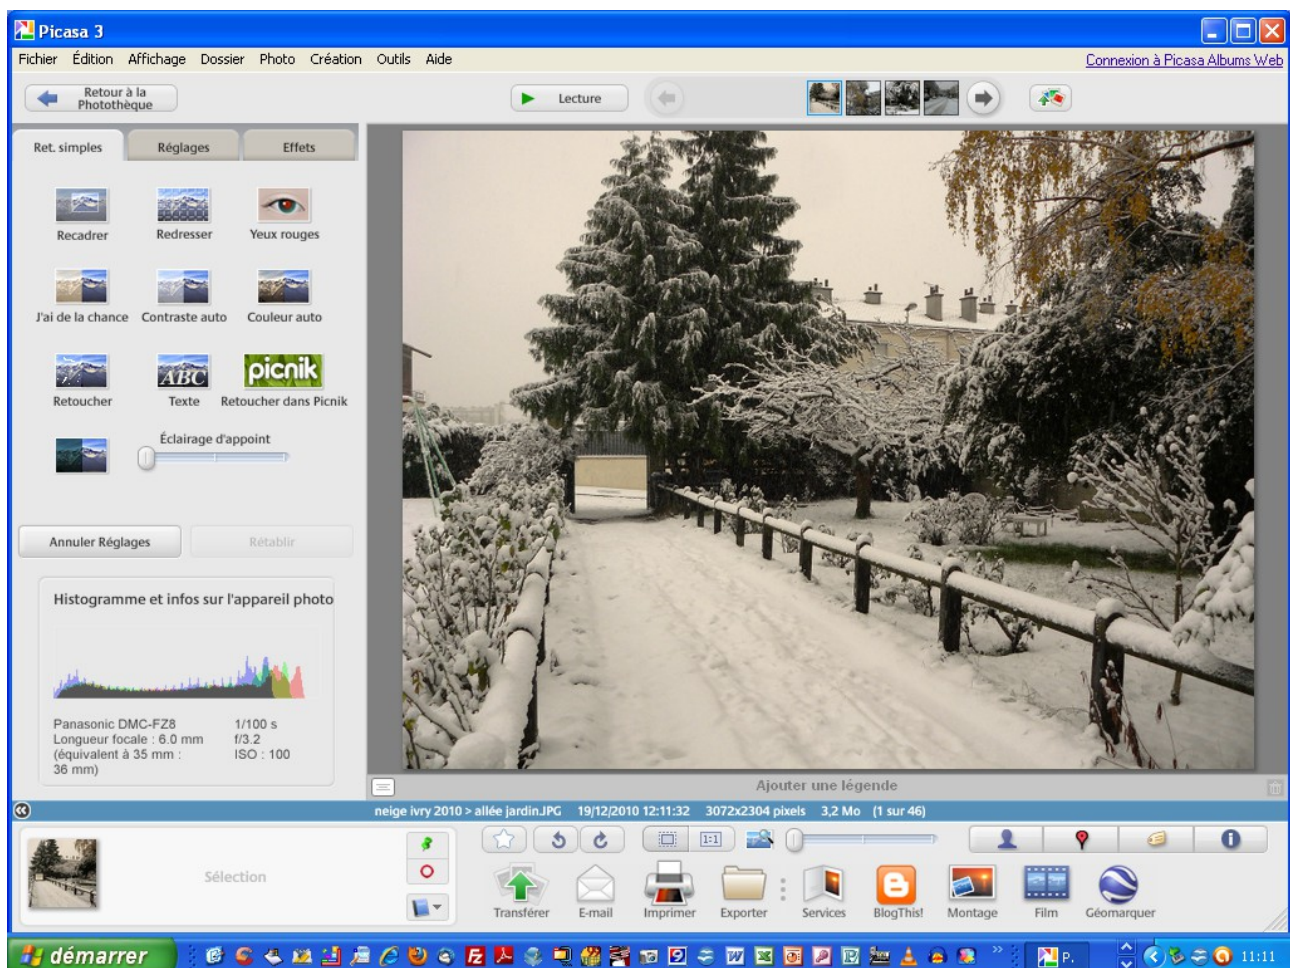 Picasa 3
Fichier Édition Affichage Dossier Photo Création Outils Aide
Connexion à Picasa Albums Web
Retour à la
Photothèque
Lecture
Ret. simples Réglages Effets
Recadrer Redresser Yeux rouges
J'ai de la chance Contraste auto Couleur auto
ABC
picnik
Retoucher Texte Retoucher dans Picnik
Éclairage d'appoint
Annuler Réglages Rétablir
Histogramme et infos sur l'appareil photo
Panasonic DMC-FZ8 1/100 s
Longueur focale : 6.0 mm f/3.2
(équivalent à 35 mm : ISO : 100
36 mm)
Ajouter une légende
neige ivry 2010 > allée jardin.JPG 19/12/2010 12:11:32 3072x2304 pixels 3,2 Mo (1 sur 46)
1:1
Sélection
Transférer E-mail Imprimer Exporter Services BlogThis! Montage Film Géomarquer
démarrer
P.
11:11